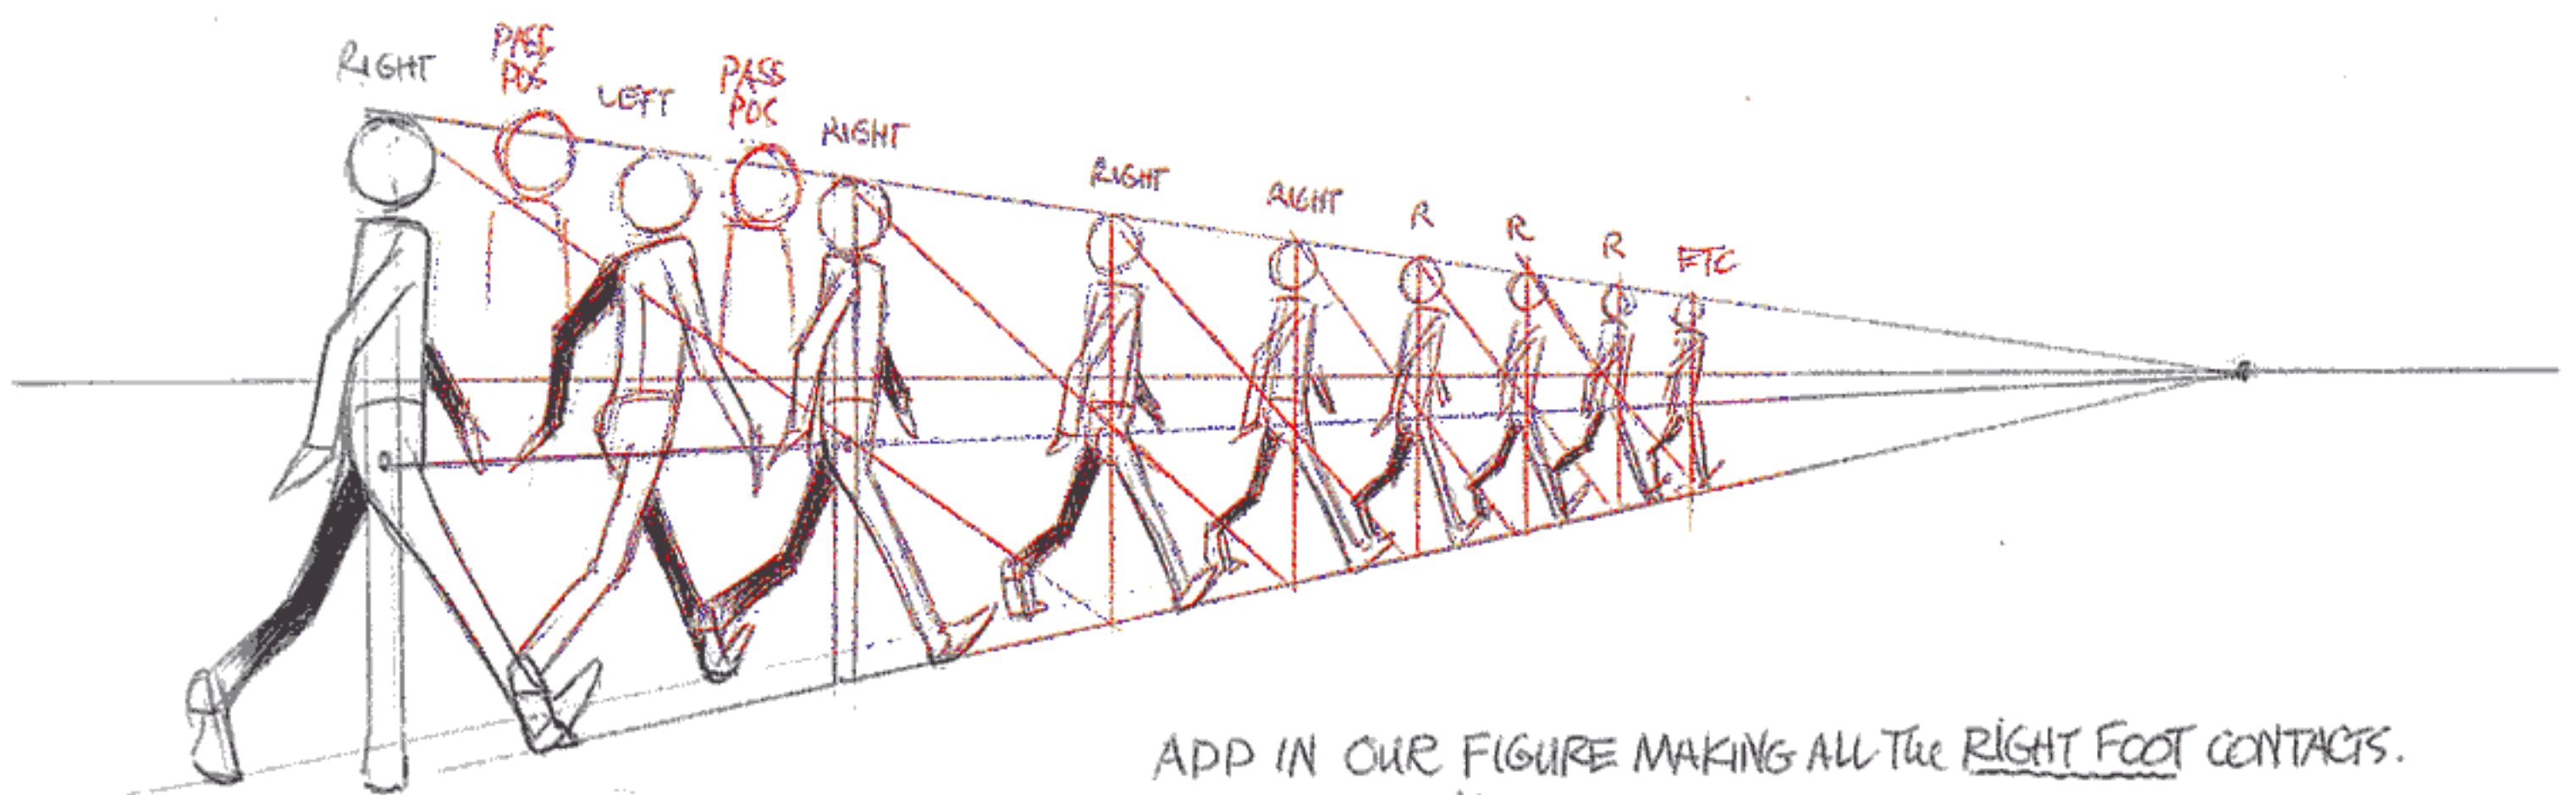 RIGHT
PASS
POS
LEFT
PASS
POS
RIGHT
RIGHT
RIGHT
R
R
R
ETC
ADD IN OUR FIGURE MAKING ALL THE RIGHT FOOT CONTACTS.